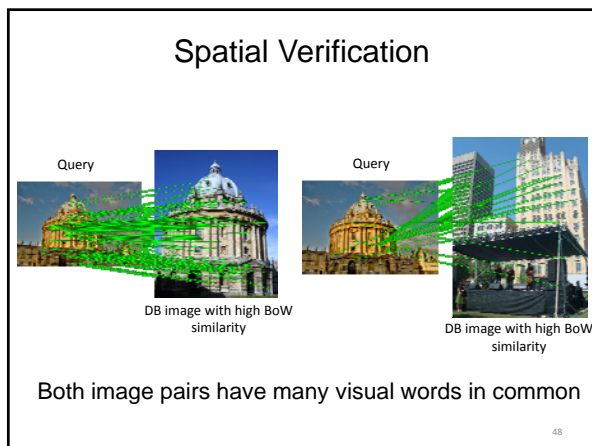 Spatial Verification
Query
Query
DB image with high BoW
similarity
DB image with high BoW
similarity
Both image pairs have many visual words in common
48